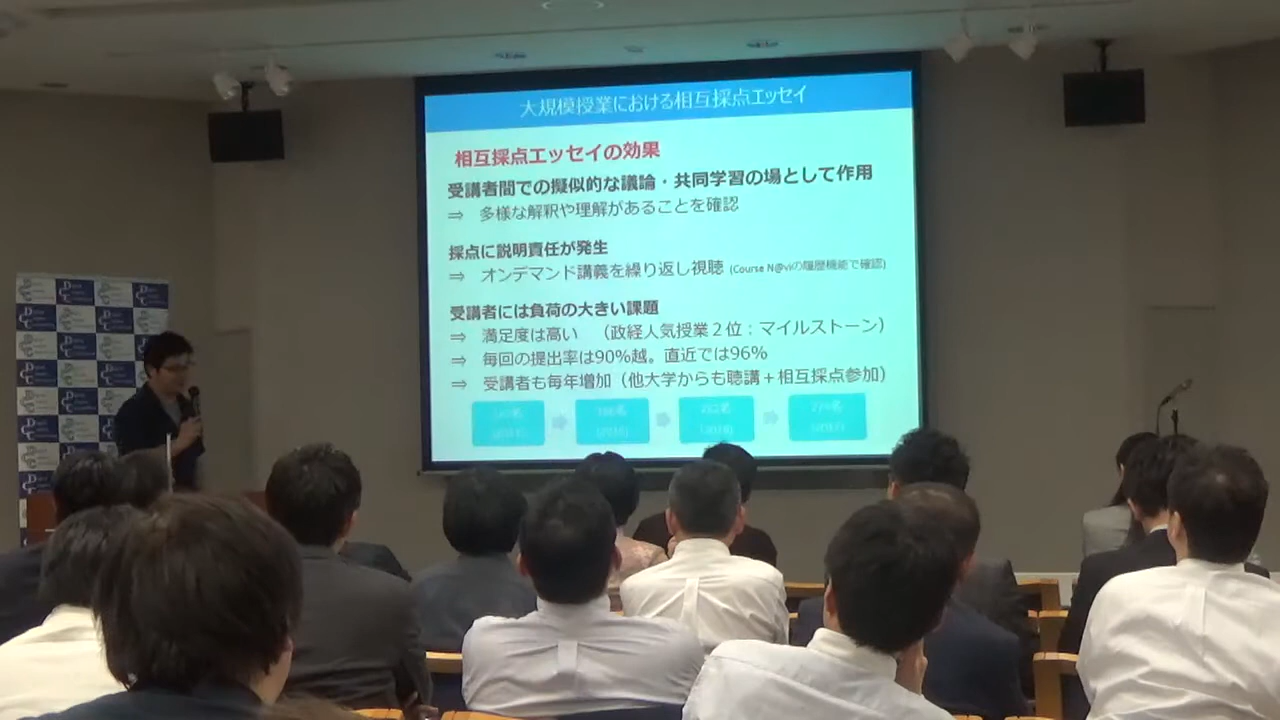 大規模授業における相互採点エッセイ
相互採点エッセイの効果
受講者間での擬似的な議論・共同学習の場として作用
⇒ 多様な解釈や理解があることを確認
採点に説明責任が発生
⇒ オンデマンド講義を繰り返し視聴 (Course N@viの履歴機能で確認)
受講者には負荷の大きい課題
⇒ 満足度は高い （政経人気授業２位：マイルストーン）
⇒ 毎回の提出率は90%越。直近では96%
⇒ 受講者も毎年増加（他大学からも聴講＋相互採点参加）